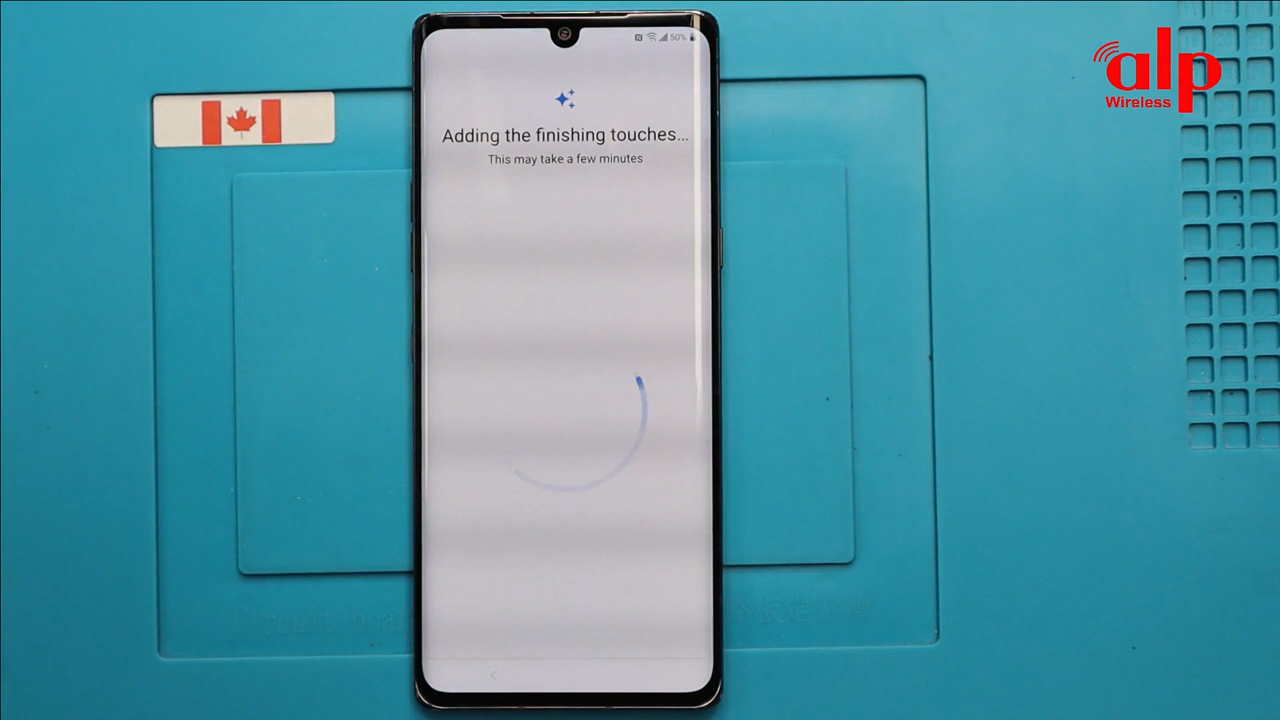 50%
alp
Wireless
Adding the finishing touches...
This may take a few minutes